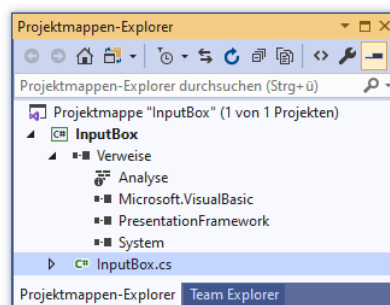 Projektmappen-Explorer
Projektmappen-Explorer durchsuchen (Strg+ü)
Projektmappe "InputBox" (1 von 1 Projekten)
C# InputBox
Verweise
Analyse
Microsoft.VisualBasic
PresentationFramework
System
C# InputBox.cs
Projektmappen-Explorer Team Explorer